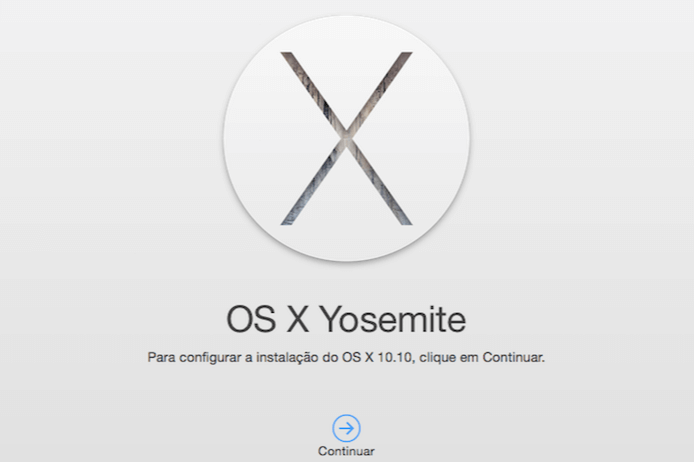 OS X Yosemite
Para configurar a instalação do OS X 10.10, clique em Continuar.
Continuar